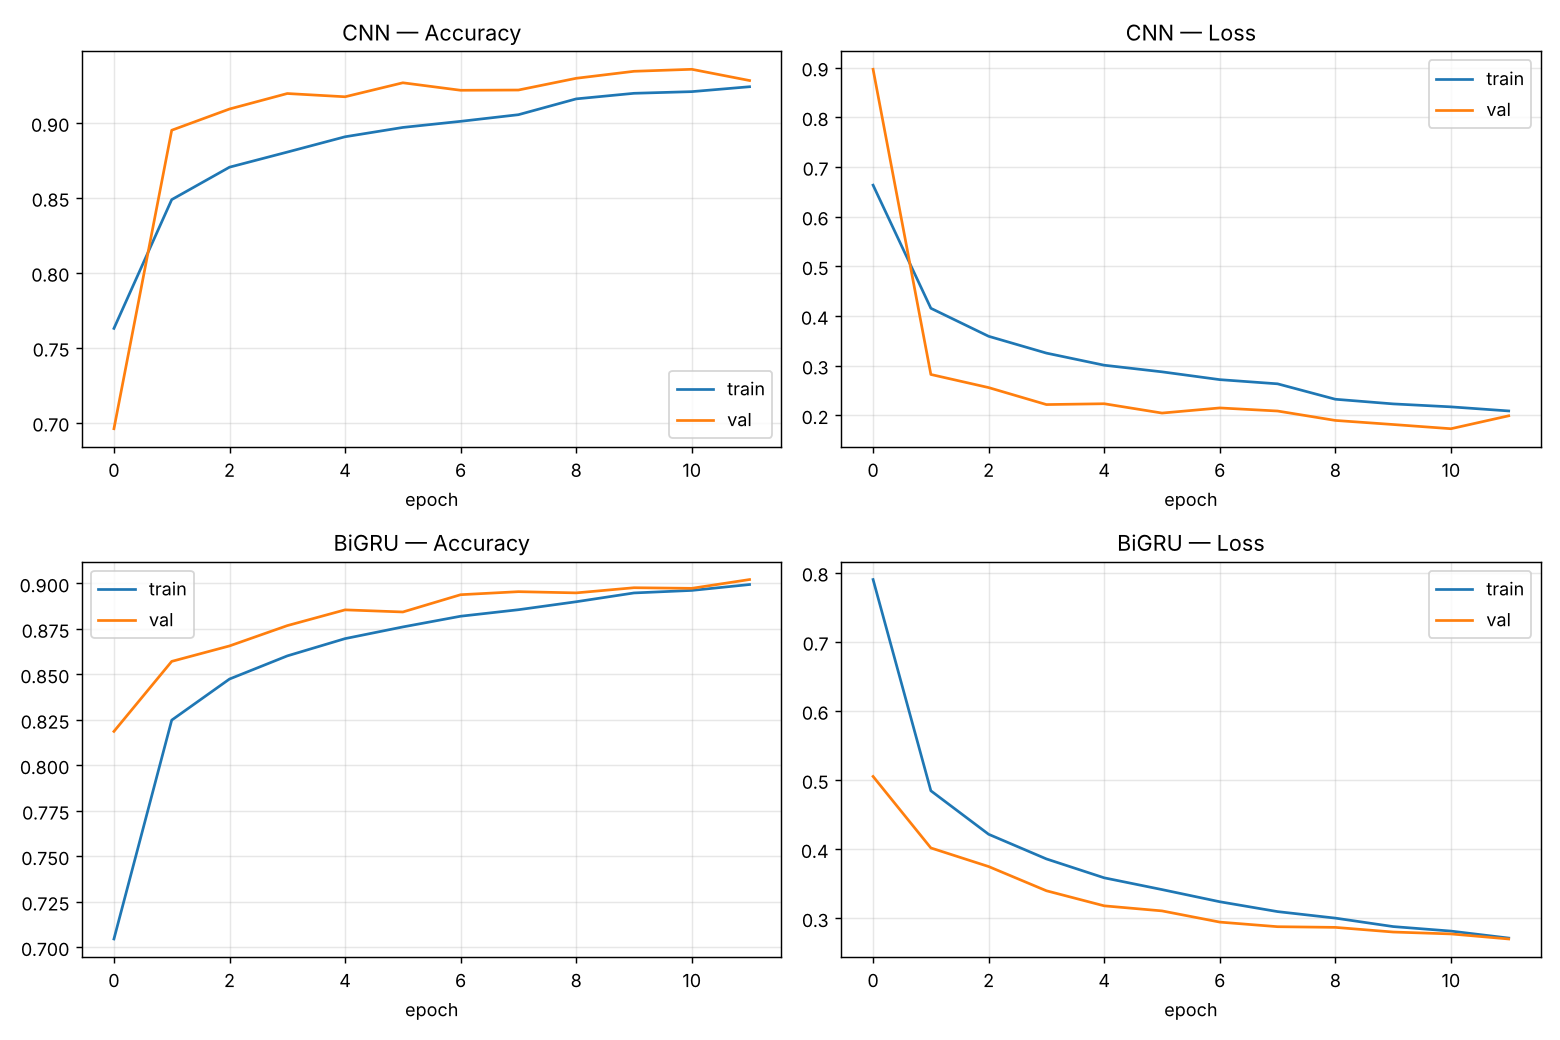 CNN — Accuracy
0.90
0.85
0.80
0.75
0.70
train
val
0 2 4 6 8 10
epoch
CNN — Loss
0.9
0.8
0.7
0.6
0.5
0.4
0.3
0.2
train
val
0 2 4 6 8 10
epoch
BiGRU — Accuracy
0.900
0.875
0.850
0.825
0.800
0.775
0.750
0.725
0.700
train
val
0 2 4 6 8 10
epoch
BiGRU — Loss
0.8
0.7
0.6
0.5
0.4
0.3
train
val
0 2 4 6 8 10
epoch